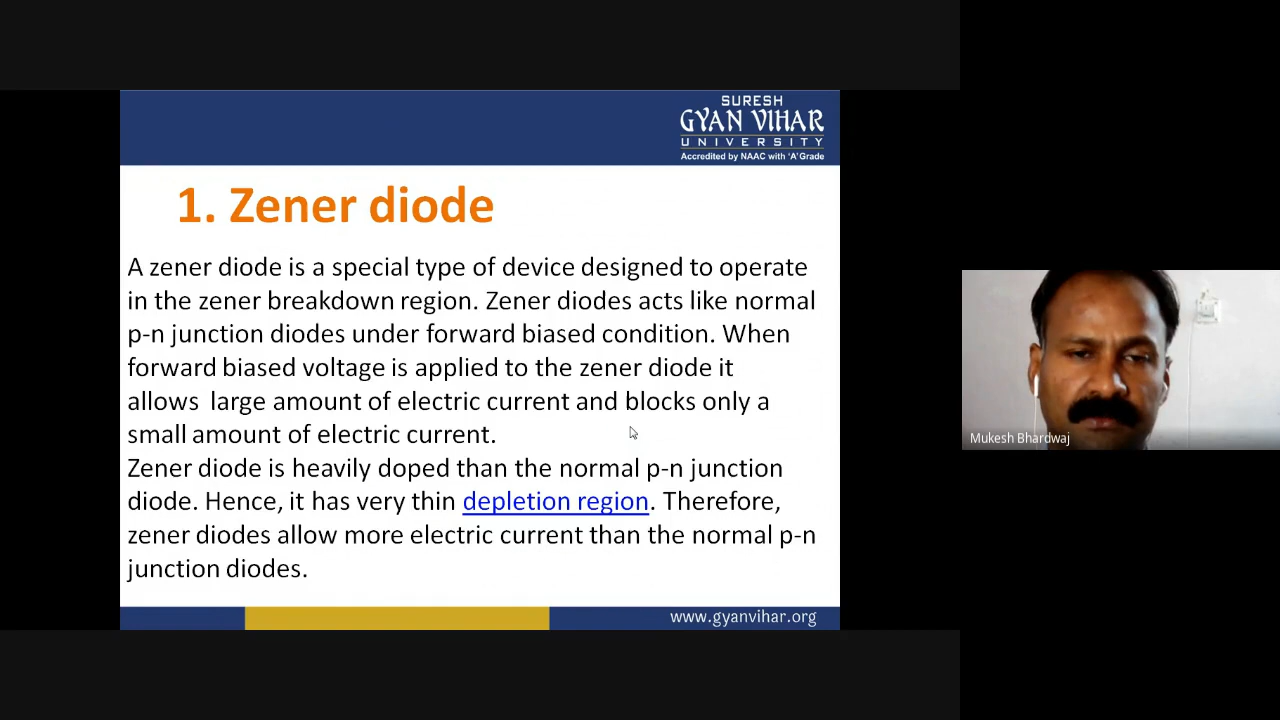 SURESH
GYAN VIHAR
UNIVERSITY
Accredited by NAAC with 'A' Grade
1. Zener diode
A zener diode is a special type of device designed to operate
in the zener breakdown region. Zener diodes acts like normal
p-n junction diodes under forward biased condition. When
forward biased voltage is applied to the zener diode it
allows large amount of electric current and blocks only a
small amount of electric current.
Zener diode is heavily doped than the normal p-n junction
diode. Hence, it has very thin depletion region. Therefore,
zener diodes allow more electric current than the normal p-n
junction diodes.
www.gyanvihar.org
Mukesh Bhardwaj